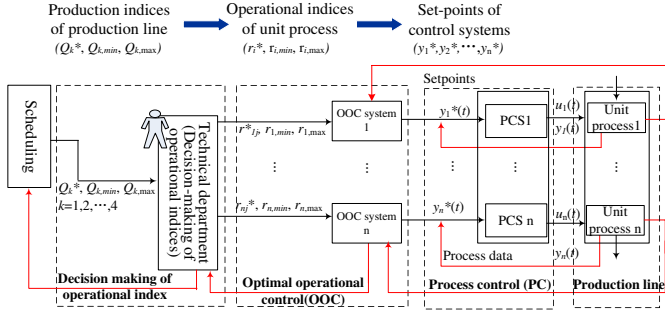 Production indices
of production line
(Qk*, Qk,min, Qk,max)
Operational indices
of unit process
(ri*, ri,min, ri,max)
Set-points of
control systems
(y1*,y2*,⋯,yn*)
Setpoints
Scheduling
Qk*, Qk,min, Qk,max
k=1,2,⋯,4
Technical department
(Decision-making of
operational indices)
r*1j, r1,min, r1,max
OOC system
1
y1*(t)
PCS1
u1(t)
y1(t)
Unit
process1
⋯
⋯
⋯
⋯
⋯
rnj*, rn,min, rn,max
OOC system
n
yn*(t)
PCS n
un(t)
yn(t)
Unit
process n
Process data
Decision making of
operational index
Optimal operational
control(OOC)
Process control (PC)
Production line